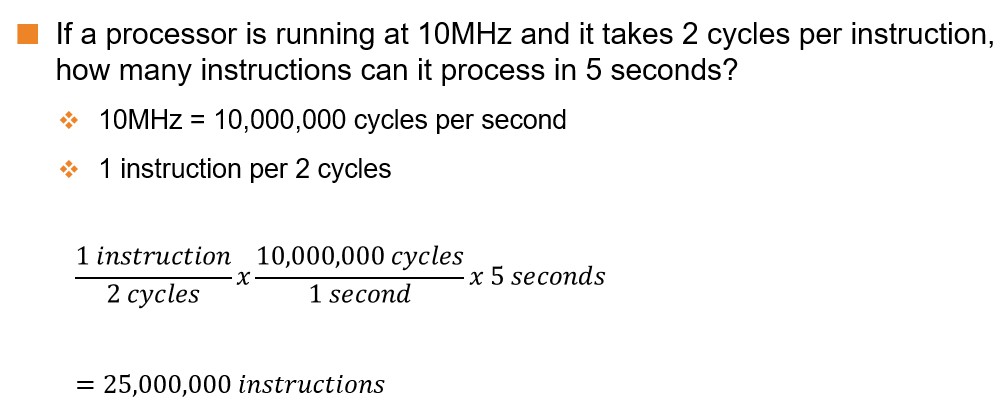 If a processor is running at 10MHz and it takes 2 cycles per instruction,
how many instructions can it process in 5 seconds?
10MHz = 10,000,000 cycles per second
1 instruction per 2 cycles
1 instruction / 2 cycles x 10,000,000 cycles / 1 second x 5 seconds
= 25,000,000 instructions